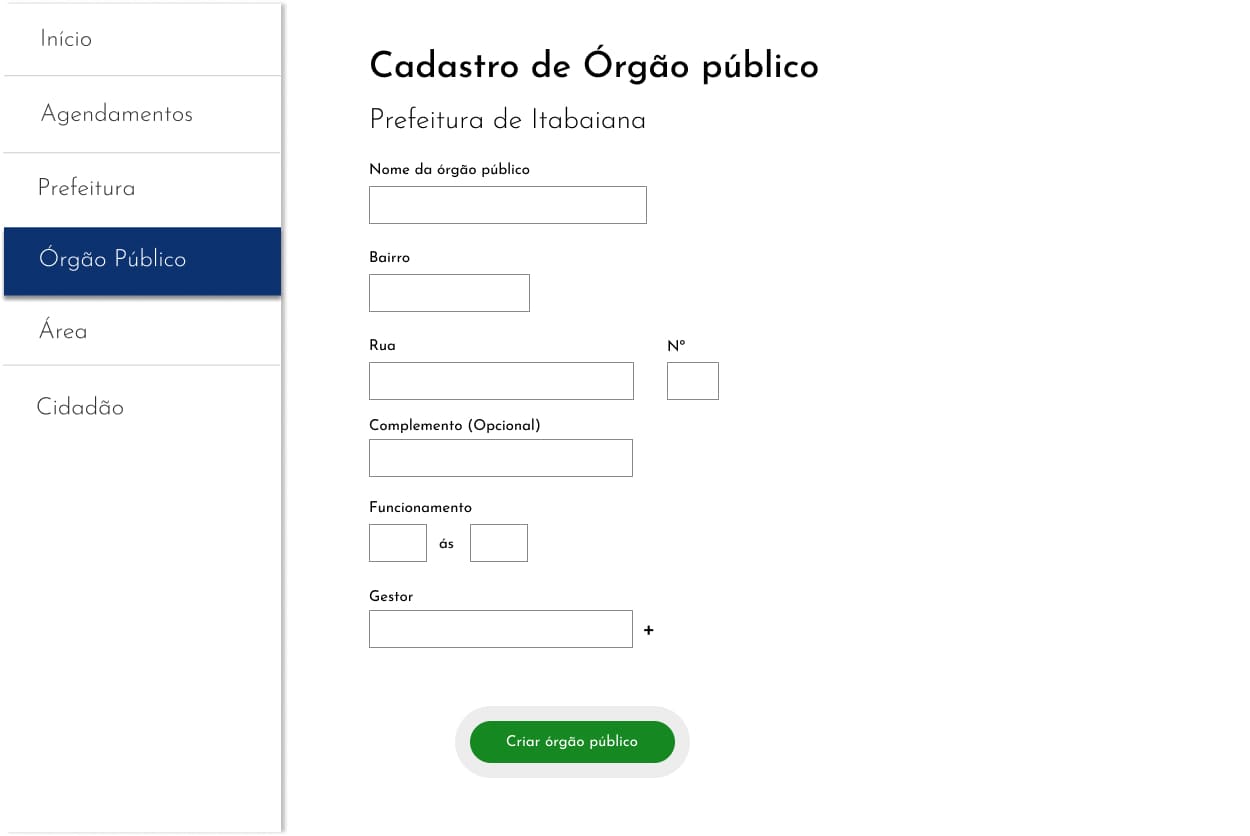 Início
Agendamentos
Prefeitura
Órgão Público
Área
Cidadão
Cadastro de Órgão público
Prefeitura de Itabaiana
Nome da órgão público
Bairro
Rua
Nº
Complemento (Opcional)
Funcionamento
ás
Gestor
+
Criar órgão público